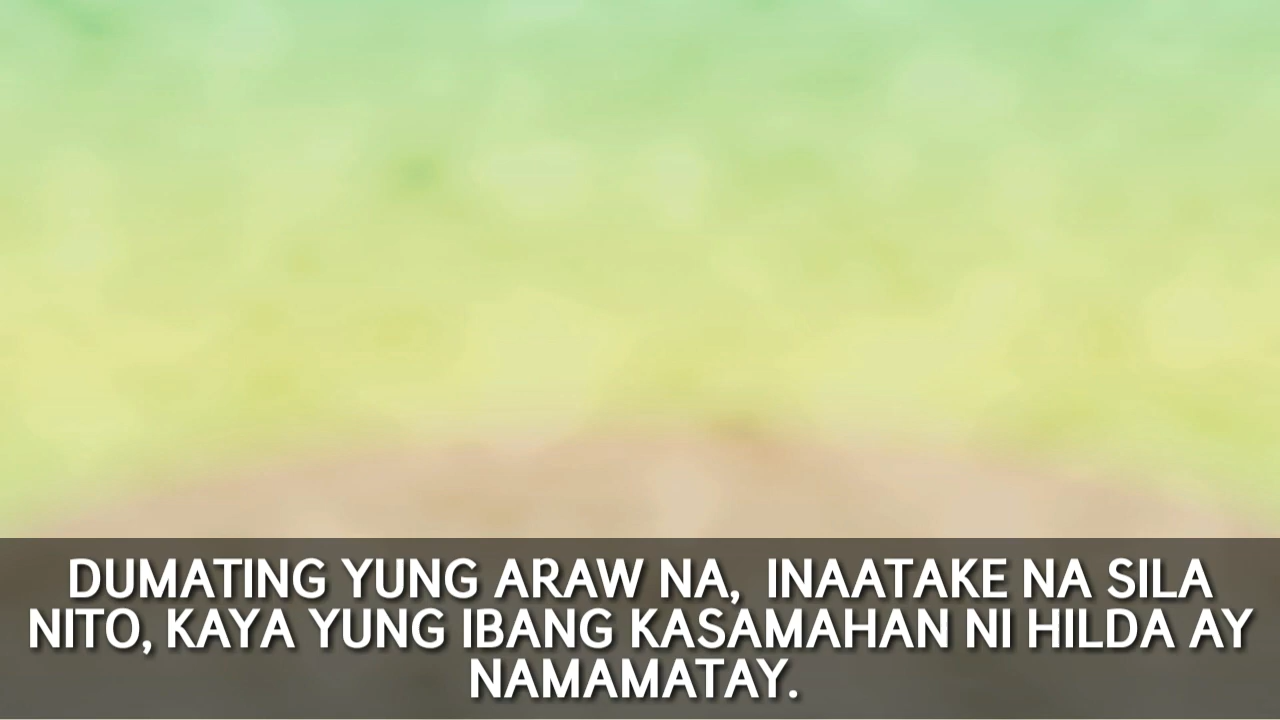 DUMATING YUNG ARAW NA, INAATAKE NA SILA
NITO, KAYA YUNG IBANG KASAMAHAN NI HILDA AY
NAMAMATAY.